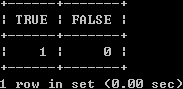 +------+-------+
| TRUE | FALSE |
+------+-------+
|    1 |     0 |
+------+-------+
1 row in set (0.00 sec)